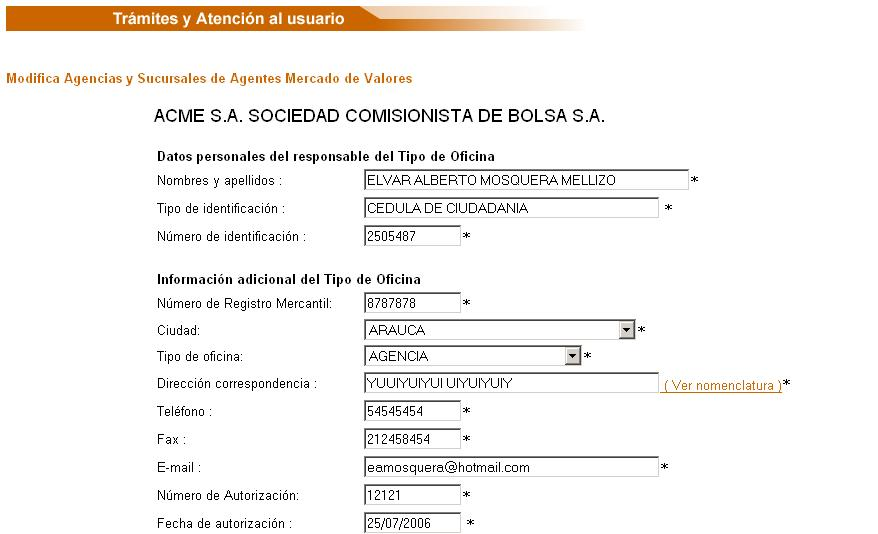 Trámites y Atención al usuario
Modifica Agencias y Sucursales de Agentes Mercado de Valores
ACME S.A. SOCIEDAD COMISIONISTA DE BOLSA S.A.
Datos personales del responsable del Tipo de Oficina
Nombres y apellidos : ELVAR ALBERTO MOSQUERA MELLIZO *
Tipo de identificación : CEDULA DE CIUDADANIA *
Número de identificación : 2505487 *
Información adicional del Tipo de Oficina
Número de Registro Mercantil: 8787878 *
Ciudad: ARAUCA *
Tipo de oficina: AGENCIA *
Dirección correspondencia : YUUIYUIYUI UIYUIYUIY ( Ver nomenclatura )*
Teléfono : 54545454 *
Fax : 212458454 *
E-mail : eamosquera@hotmail.com *
Número de Autorización: 12121 *
Fecha de autorización : 25/07/2006 *